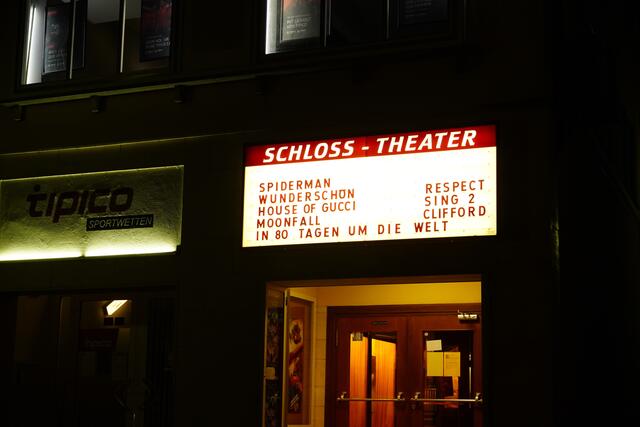 SCHLOSS - THEATER
SPIDERMAN
WUNDERSCHÖN
HOUSE OF GUCCI
MOONFALL
IN 80 TAGEN UM DIE WELT
RESPECT
SING 2
CLIFFORD
tipico
SPORTWETTEN